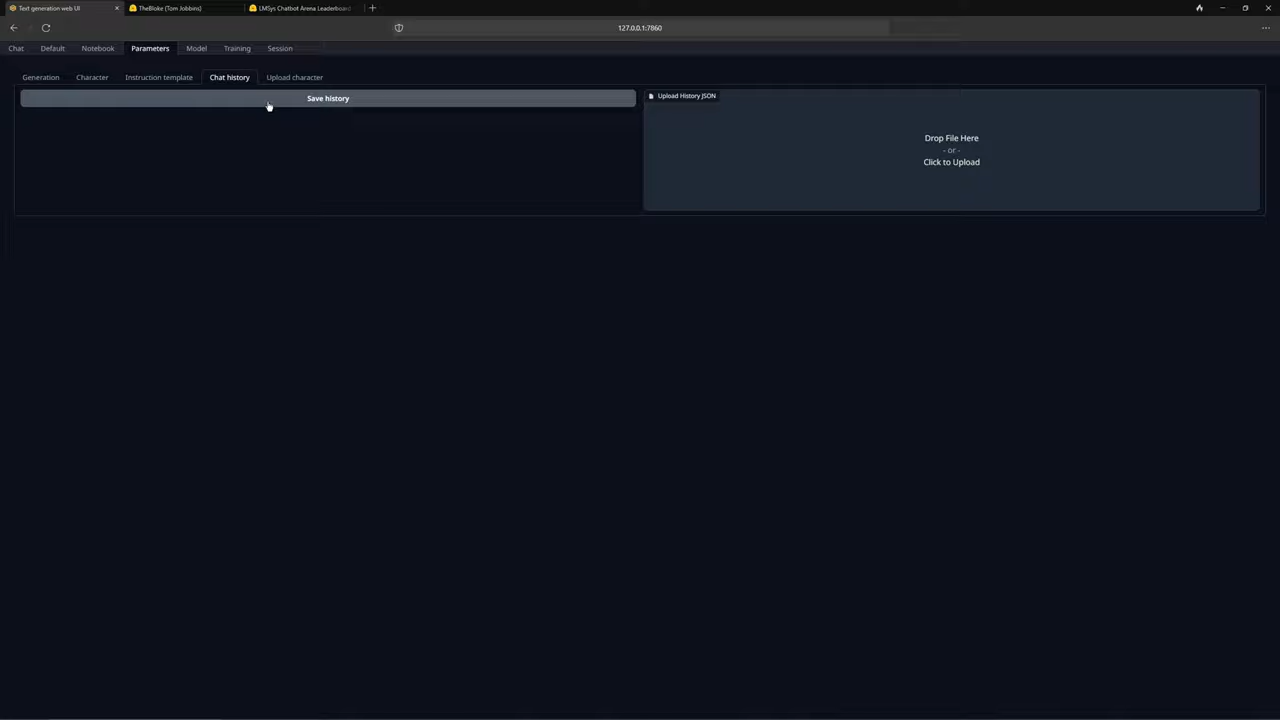 Text generation web UI
TheBloke (Tom Jobbins)
LMSys Chatbot Arena Leaderboard
127.0.0.1:7860
Chat Default Notebook Parameters Model Training Session
Generation Character Instruction template Chat history Upload character
Save history
Upload History JSON
Drop File Here
- or -
Click to Upload